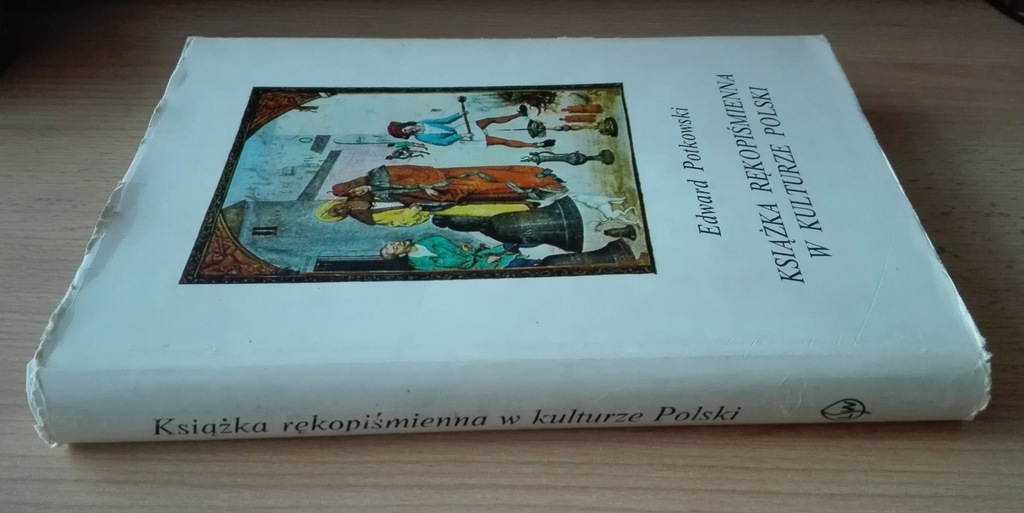 Edward Potkowski
KSIĄŻKA RĘKOPIŚMIENNA
W KULTURZE POLSKI
Książka rękopiśmienna w kulturze Polski